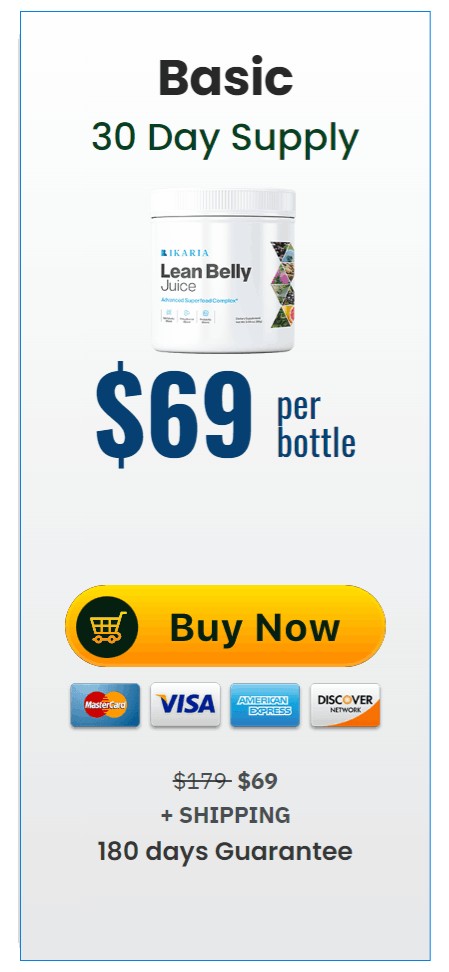 Basic
30 Day Supply
IKARIA
Lean Belly
Juice
Advanced Superfood Complex*
$69 per
bottle
Buy Now
MasterCard
VISA
AMERICAN
EXPRESS
DISCOVER
NETWORK
$179 $69
+ SHIPPING
180 days Guarantee